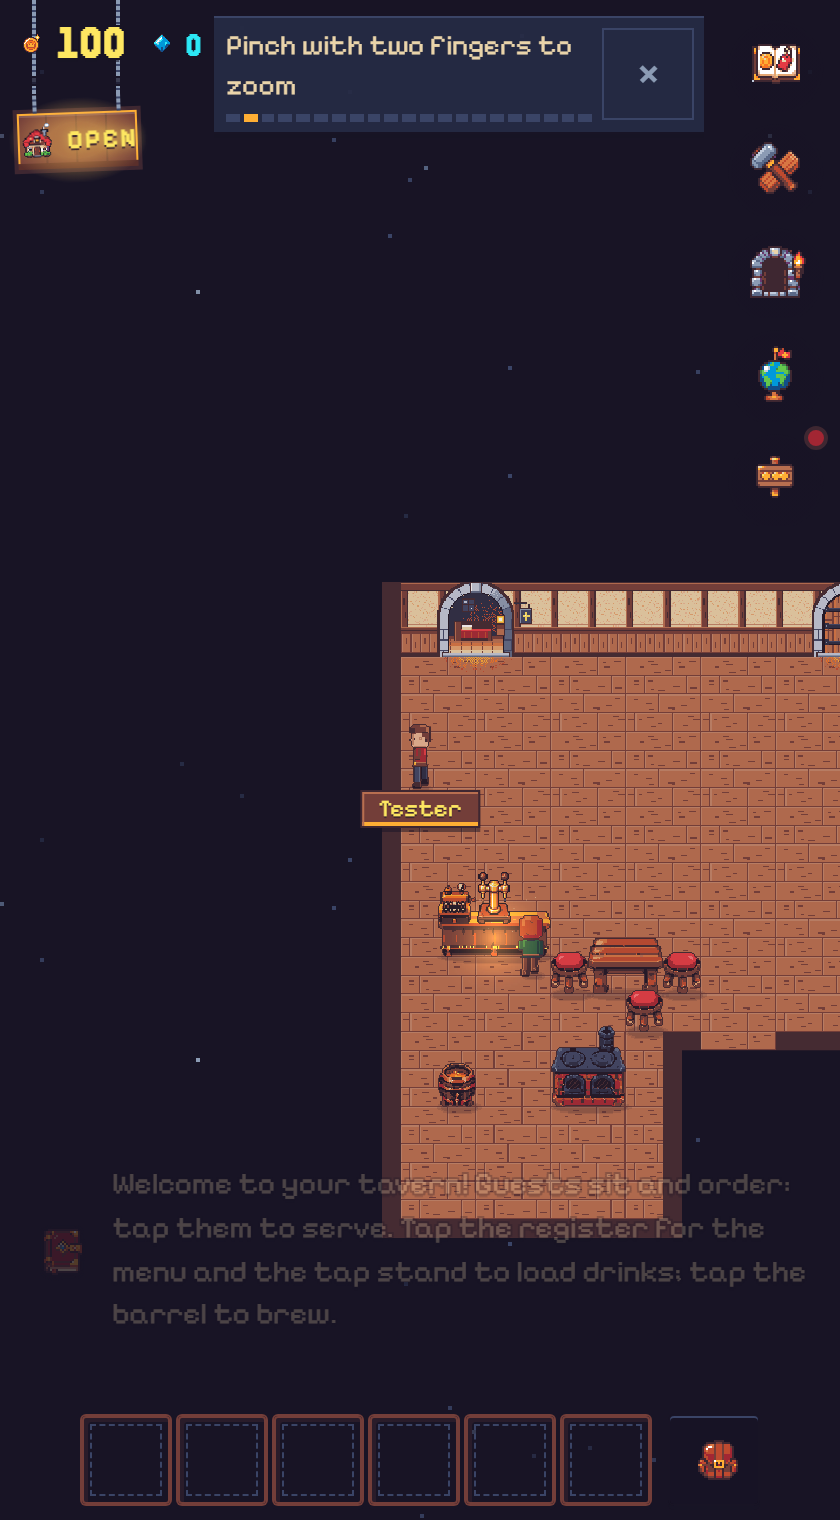 100
0
Pinch with two fingers to
zoom
OPEN
Tester
Welcome to your tavern! Guests sit and order:
tap them to serve. Tap the register for the
menu and the tap stand to load drinks; tap the
barrel to brew.